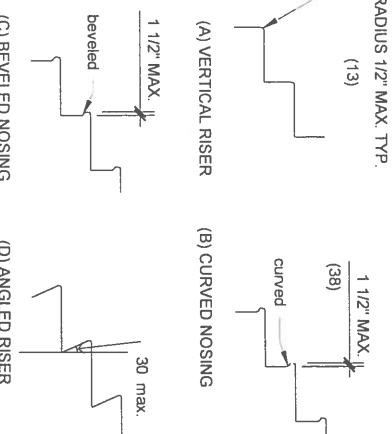 RADIUS 1/2" MAX. TYP.
(13)
(A) VERTICAL RISER
1 1/2" MAX.
(38)
curved
(B) CURVED NOSING
1 1/2" MAX.
beveled
(C) BEVELED NOSING
30 max.
(D) ANGLED RISER